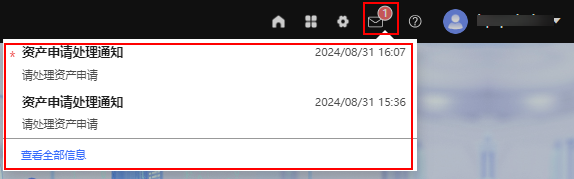 1
* 资产申请处理通知 2024/08/31 16:07
请处理资产申请
资产申请处理通知 2024/08/31 15:36
请处理资产申请
查看全部信息